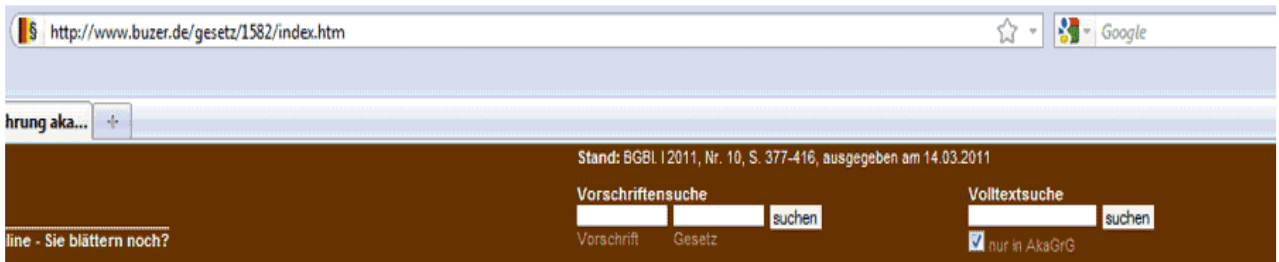 § http://www.buzer.de/gesetz/1582/index.htm Google
hrung aka... +
Stand: BGBl. I 2011, Nr. 10, S. 377-416, ausgegeben am 14.03.2011
Vorschriftensuche Volltextsuche
suchen suchen
line - Sie blättern noch? Vorschrift Gesetz nur in AkaGrG